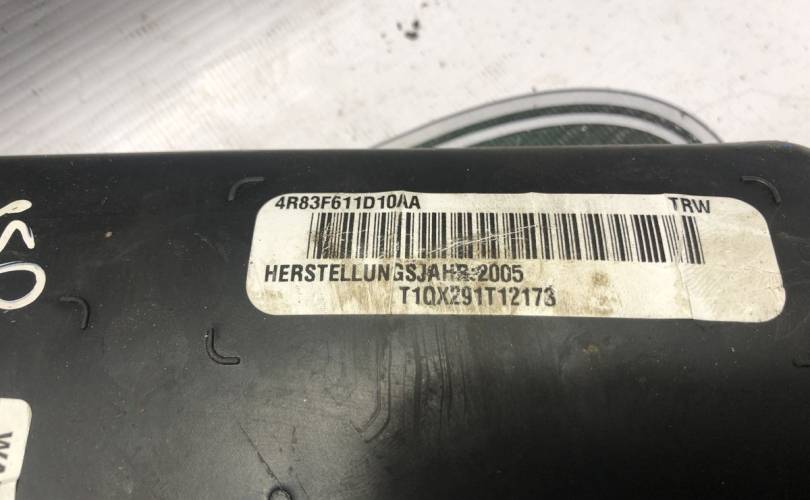 4R83F611D10AA TRW
HERSTELLUNGSJAHR:2005
T1QX291T12173